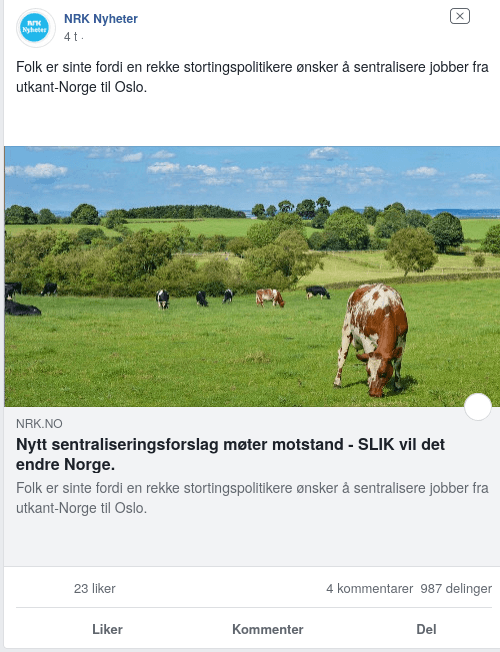 NRK
Nyheter
NRK Nyheter
4 t ·
Folk er sinte fordi en rekke stortingspolitikere ønsker å sentralisere jobber fra
utkant-Norge til Oslo.
NRK.NO
Nytt sentraliseringsforslag møter motstand - SLIK vil det
endre Norge.
Folk er sinte fordi en rekke stortingspolitikere ønsker å sentralisere jobber fra
utkant-Norge til Oslo.
23 liker 4 kommentarer 987 delinger
Liker Kommenter Del